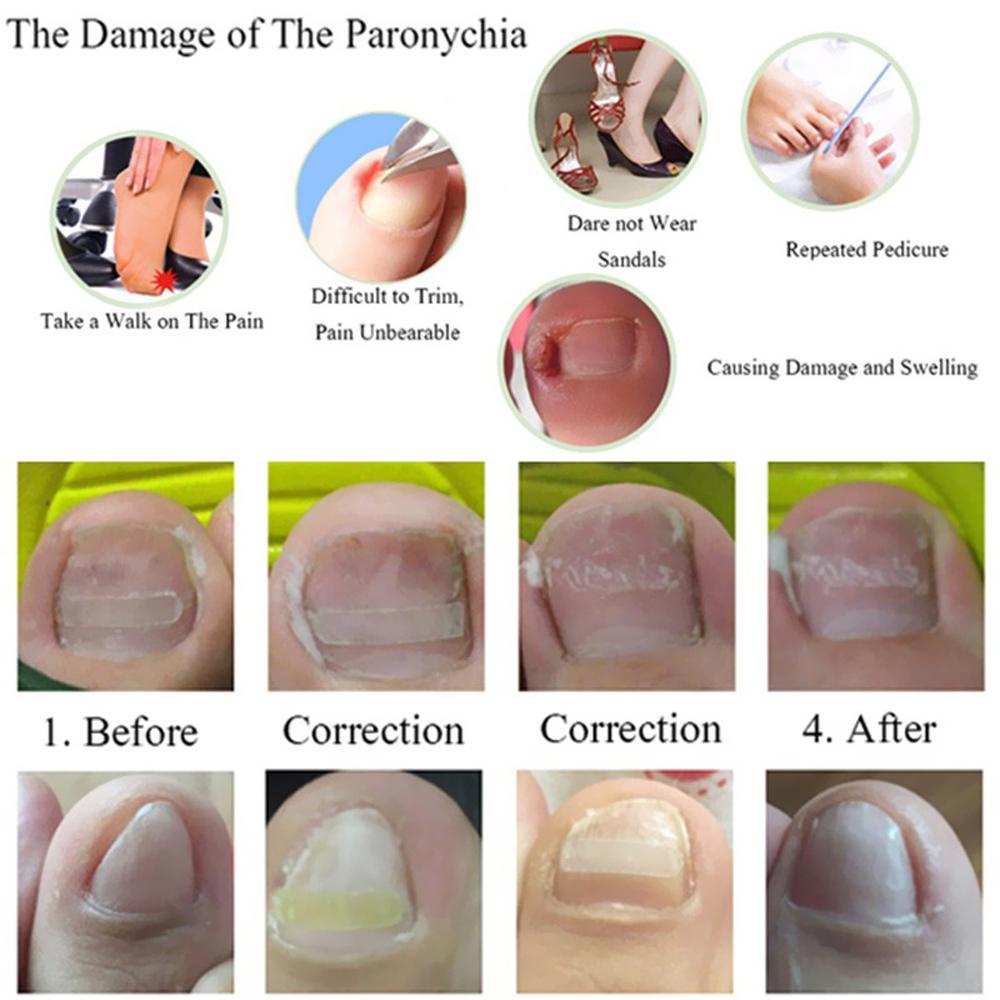 The Damage of The Paronychia
Take a Walk on The Pain
Difficult to Trim,
Pain Unbearable
Dare not Wear
Sandals
Repeated Pedicure
Causing Damage and Swelling
1. Before
Correction
Correction
4. After